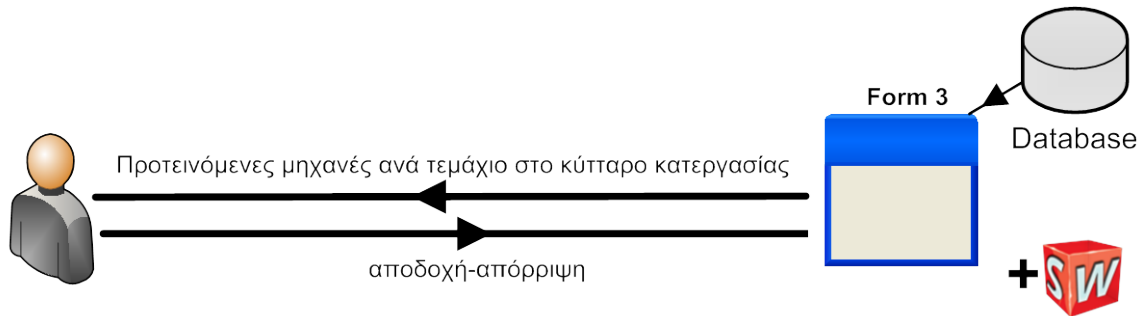 Form 3
Database
Προτεινόμενες μηχανές ανά τεμάχιο στο κύτταρο κατεργασίας
αποδοχή-απόρριψη
+ SW